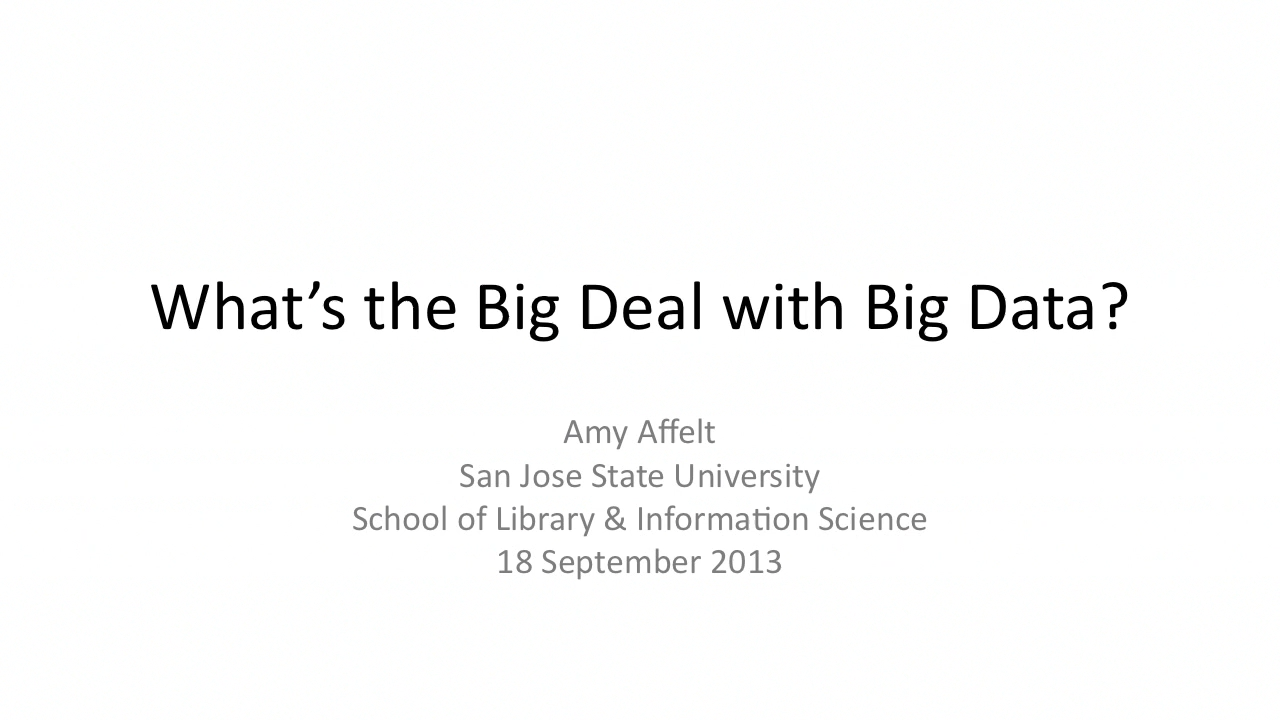 What’s the Big Deal with Big Data?
Amy Affelt
San Jose State University
School of Library & Information Science
18 September 2013